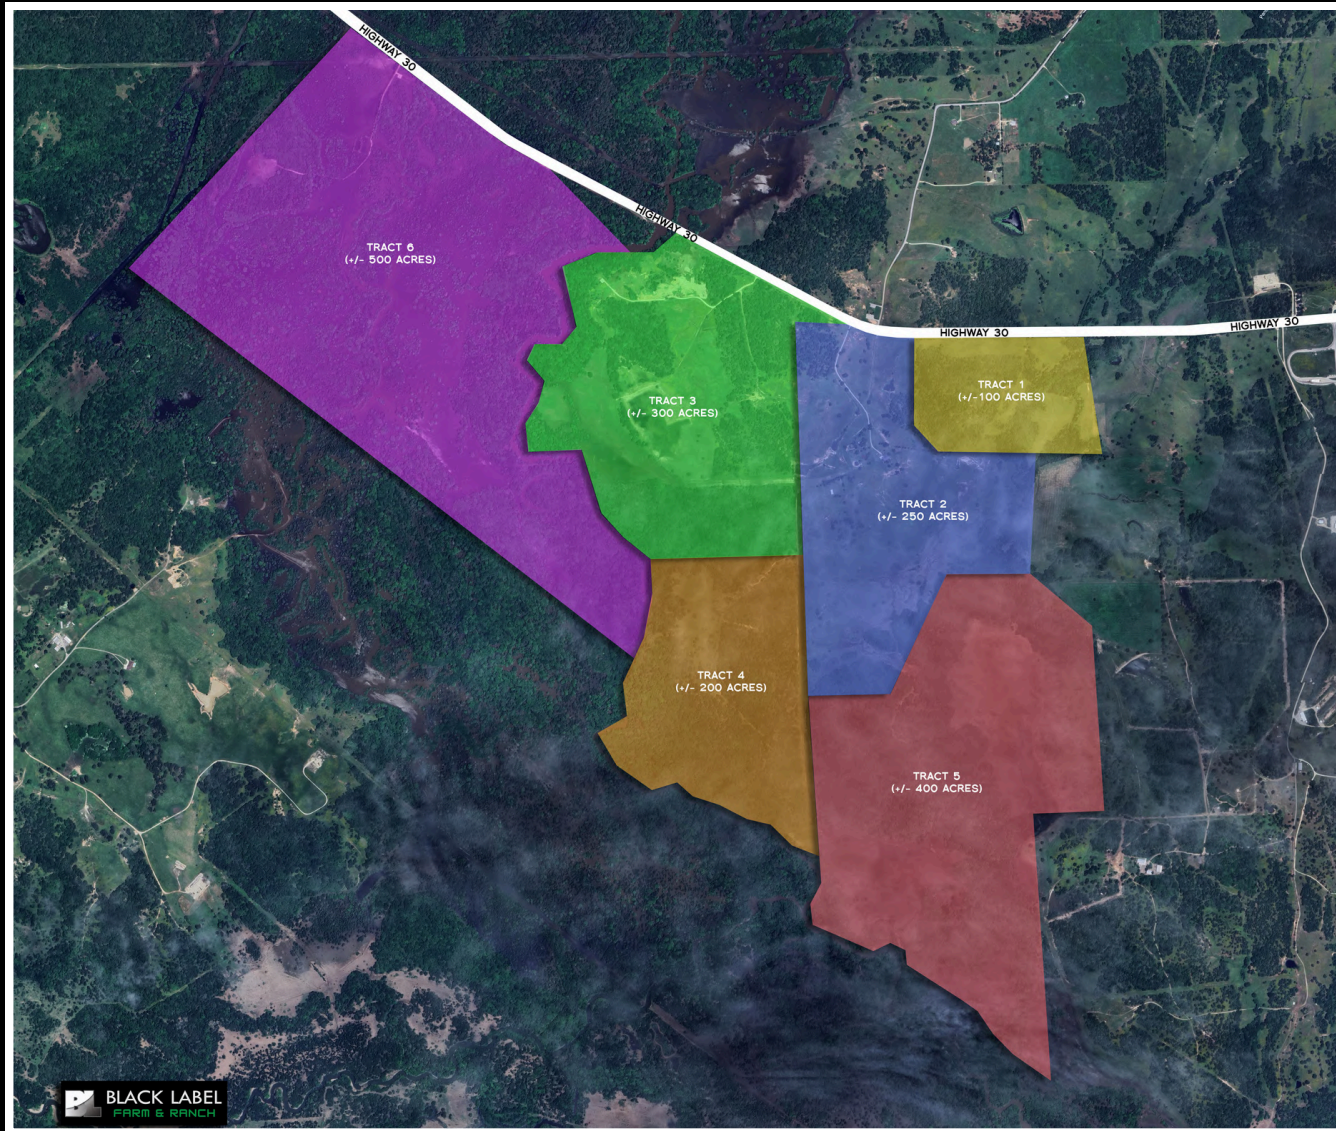 HIGHWAY 30
HIGHWAY 30
TRACT 6
(+/- 500 ACRES)
HIGHWAY 30
HIGHWAY 30
TRACT 1
(+/-100 ACRES)
TRACT 3
(+/- 300 ACRES)
TRACT 2
(+/- 250 ACRES)
TRACT 4
(+/- 200 ACRES)
TRACT 5
(+/- 400 ACRES)
BL
BLACK LABEL
FARM & RANCH